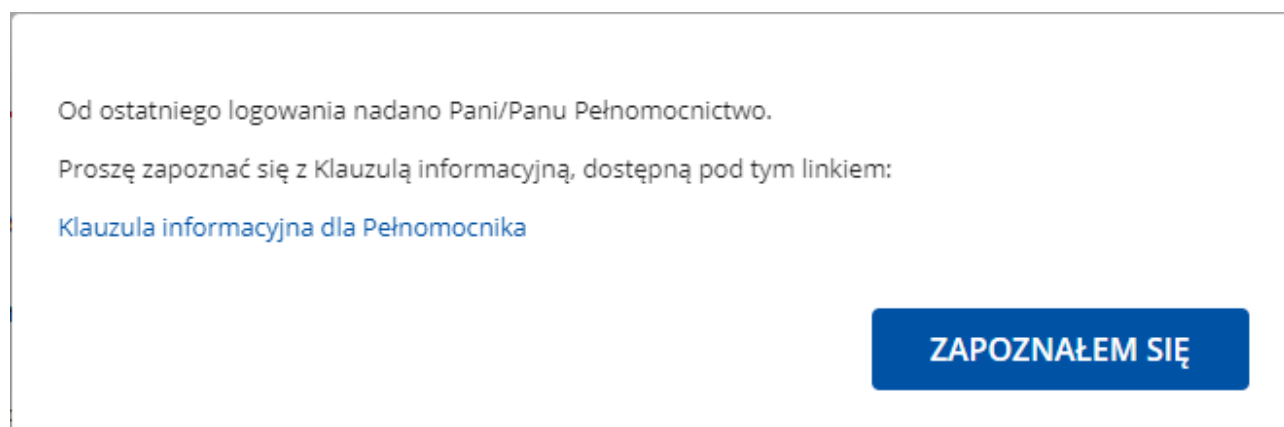 Od ostatniego logowania nadano Pani/Panu Pełnomocnictwo.
Proszę zapoznać się z Klauzulą informacyjną, dostępną pod tym linkiem:
Klauzula informacyjna dla Pełnomocnika
ZAPOZNAŁEM SIĘ